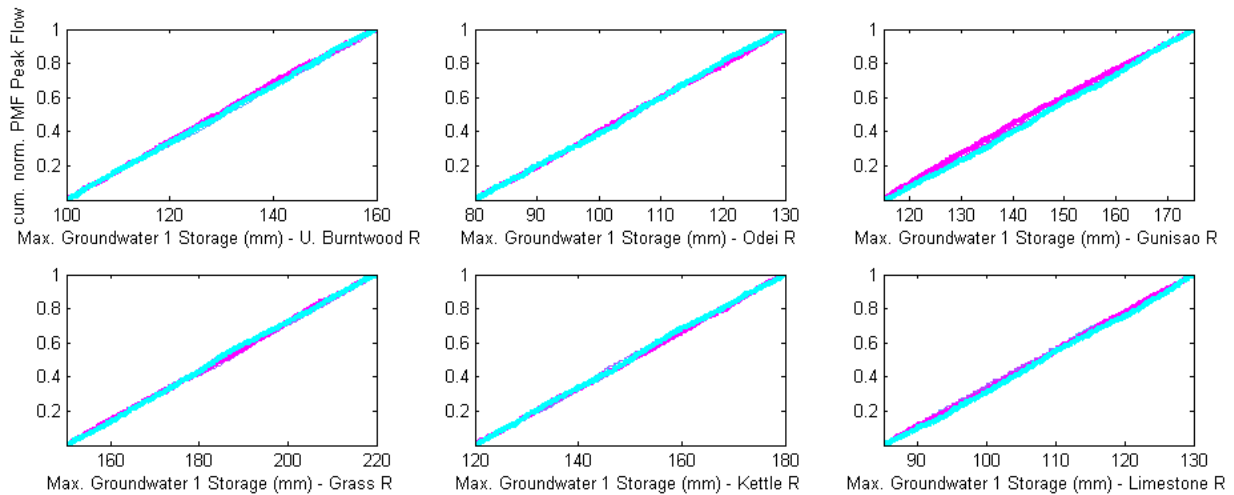 cum. norm. PMF Peak Flow
1
0.8
0.6
0.4
0.2
100 120 140 160
Max. Groundwater 1 Storage (mm) - U. Burntwood R
1
0.8
0.6
0.4
0.2
80 90 100 110 120 130
Max. Groundwater 1 Storage (mm) - Odei R
1
0.8
0.6
0.4
0.2
120 130 140 150 160 170
Max. Groundwater 1 Storage (mm) - Gunisao R
1
0.8
0.6
0.4
0.2
160 180 200 220
Max. Groundwater 1 Storage (mm) - Grass R
1
0.8
0.6
0.4
0.2
120 140 160 180
Max. Groundwater 1 Storage (mm) - Kettle R
1
0.8
0.6
0.4
0.2
90 100 110 120 130
Max. Groundwater 1 Storage (mm) - Limestone R